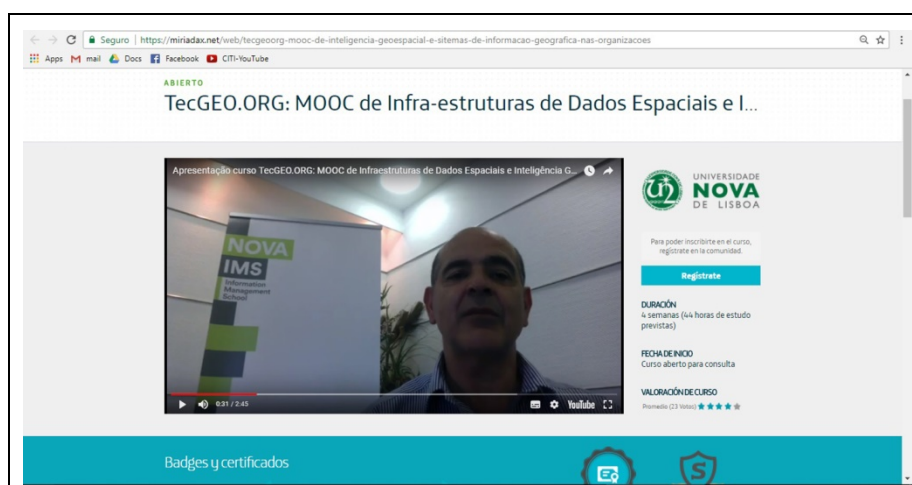 Seguro | https://miriadax.net/web/tecgeoorg-mooc-de-inteligencia-geoespacial-e-sitemas-de-informacao-geografica-nas-organizacoes
Apps M mail Docs Facebook CITI-YouTube
ABIERTO
TecGEO.ORG: MOOC de Infra-estruturas de Dados Espaciais e I...
Apresentação curso TecGEO.ORG: MOOC de Infraestruturas de Dados Espaciais e Inteligência G...
NOVA
IMS
Information
Management
School
0:31 / 2:45
YouTube
UNIVERSIDADE
NOVA
DE LISBOA
Para poder inscribirte en el curso,
regístrate en la comunidad.
Regístrate
DURACIÓN
4 semanas (44 horas de estudo
previstas)
FECHA DE INICIO
Curso aberto para consulta
VALORACIÓN DE CURSO
Promedio (23 Votos)
Badges y certificados
S